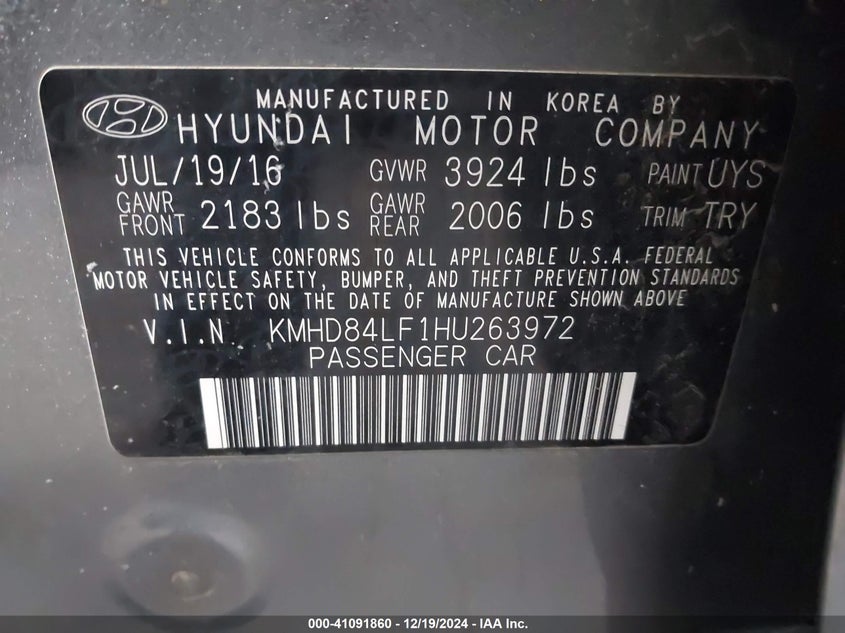 MANUFACTURED IN KOREA BY
HYUNDAI MOTOR COMPANY
JUL/19/16 GVWR 3924 lbs PAINT UYS
GAWR FRONT 2183 lbs GAWR REAR 2006 lbs TRIM TRY
THIS VEHICLE CONFORMS TO ALL APPLICABLE U.S.A. FEDERAL
MOTOR VEHICLE SAFETY, BUMPER, AND THEFT PREVENTION STANDARDS
IN EFFECT ON THE DATE OF MANUFACTURE SHOWN ABOVE
V.I.N. KMHD84LF1HU263972
PASSENGER CAR
000-41091860 - 12/19/2024 - IAA Inc.